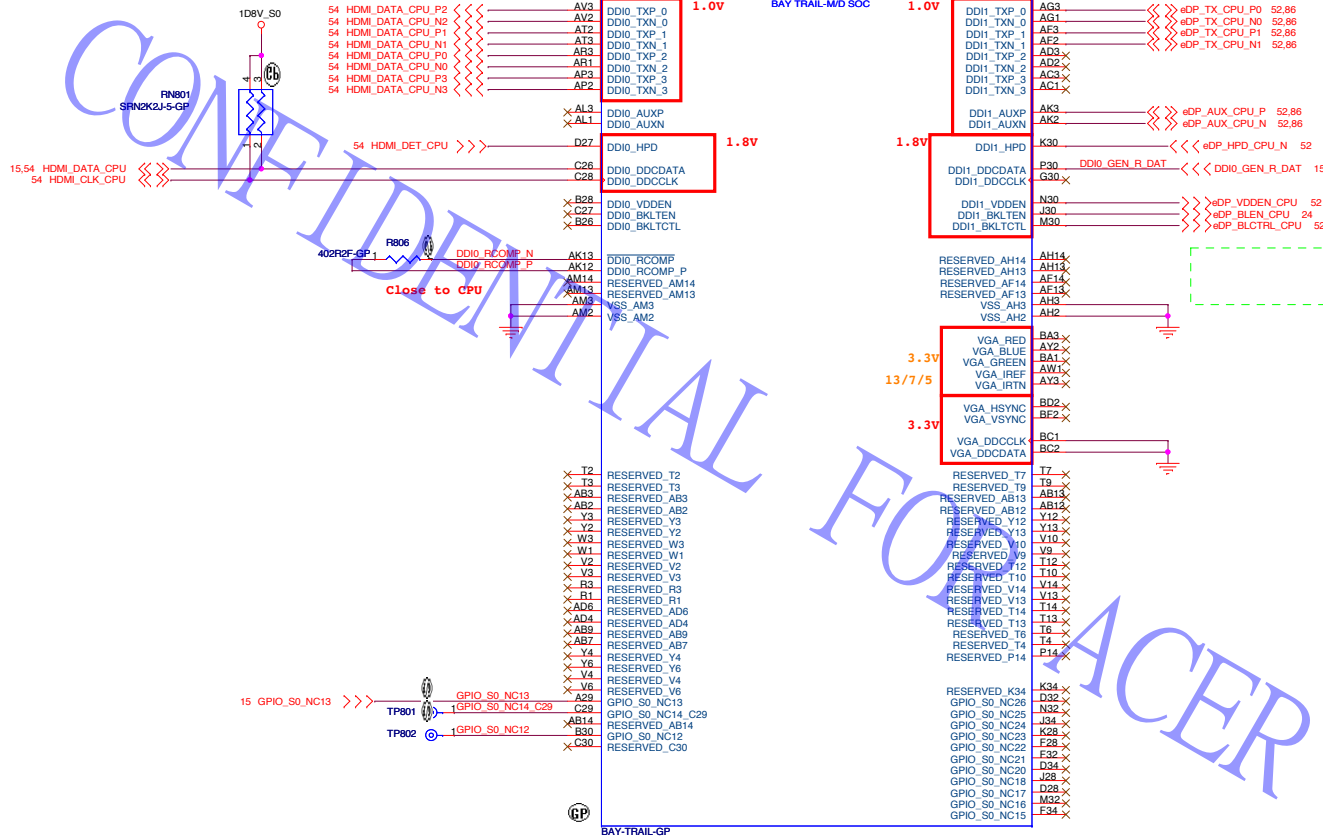 BAY TRAIL-M/D SOC
1D8V_S0
4 3
RN801
SRN2K2J-5-GP
1 2
54 HDMI_DATA_CPU_P2 AV3 DDI0_TXP_0 1.0V
54 HDMI_DATA_CPU_N2 AV2 DDI0_TXN_0
54 HDMI_DATA_CPU_P1 AT2 DDI0_TXP_1
54 HDMI_DATA_CPU_N1 AT3 DDI0_TXN_1
54 HDMI_DATA_CPU_P0 AR3 DDI0_TXP_2
54 HDMI_DATA_CPU_N0 AR1 DDI0_TXN_2
54 HDMI_DATA_CPU_P3 AP3 DDI0_TXP_3
54 HDMI_DATA_CPU_N3 AP2 DDI0_TXN_3
AL3 DDI0_AUXP
AL1 DDI0_AUXN
54 HDMI_DET_CPU D27 DDI0_HPD 1.8V
15,54 HDMI_DATA_CPU C26 DDI0_DDCDATA
54 HDMI_CLK_CPU C28 DDI0_DDCCLK
B28 DDI0_VDDEN
C27 DDI0_BKLTEN
B26 DDI0_BKLTCTL
R806
402R2F-GP 1 DDI0_RCOMP_N AK13 DDI0_RCOMP
DDI0_RCOMP_P AK12 DDI0_RCOMP_P
Close to CPU
AM14 RESERVED_AM14
AM13 RESERVED_AM13
AM3 VSS_AM3
AM2 VSS_AM2
T2 RESERVED_T2
T3 RESERVED_T3
AB3 RESERVED_AB3
AB2 RESERVED_AB2
Y3 RESERVED_Y3
Y2 RESERVED_Y2
W3 RESERVED_W3
W1 RESERVED_W1
V2 RESERVED_V2
V3 RESERVED_V3
R3 RESERVED_R3
R1 RESERVED_R1
AD6 RESERVED_AD6
AD4 RESERVED_AD4
AB9 RESERVED_AB9
AB7 RESERVED_AB7
Y4 RESERVED_Y4
Y6 RESERVED_Y6
V4 RESERVED_V4
V6 RESERVED_V6
15 GPIO_S0_NC13 GPIO_S0_NC13 A29 GPIO_S0_NC13
TP801 1 GPIO_S0_NC14_C29 C29 GPIO_S0_NC14_C29
AB14 RESERVED_AB14
TP802 1 GPIO_S0_NC12 B30 GPIO_S0_NC12
C30 RESERVED_C30
GP
BAY-TRAIL-GP
1.0V DDI1_TXP_0 AG3 eDP_TX_CPU_P0 52,86
DDI1_TXN_0 AG1 eDP_TX_CPU_N0 52,86
DDI1_TXP_1 AF3 eDP_TX_CPU_P1 52,86
DDI1_TXN_1 AF2 eDP_TX_CPU_N1 52,86
DDI1_TXP_2 AD3
DDI1_TXN_2 AD2
DDI1_TXP_3 AC3
DDI1_TXN_3 AC1
DDI1_AUXP AK3 eDP_AUX_CPU_P 52,86
DDI1_AUXN AK2 eDP_AUX_CPU_N 52,86
1.8V DDI1_HPD K30 eDP_HPD_CPU_N 52
DDI1_DDCDATA P30 DDI0_GEN_R_DAT DDI0_GEN_R_DAT 15
DDI1_DDCCLK G30
DDI1_VDDEN N30 eDP_VDDEN_CPU 52
DDI1_BKLTEN J30 eDP_BLEN_CPU 24
DDI1_BKLTCTL M30 eDP_BLCTRL_CPU 52
RESERVED_AH14 AH14
RESERVED_AH13 AH13
RESERVED_AF14 AF14
RESERVED_AF13 AF13
VSS_AH3 AH3
VSS_AH2 AH2
VGA_RED BA3
VGA_BLUE AY2
3.3V VGA_GREEN BA1
VGA_IREF AW1
13/7/5 VGA_IRTN AY3
VGA_HSYNC BD2
VGA_VSYNC BF2
3.3V
VGA_DDCCLK BC1
VGA_DDCDATA BC2
RESERVED_T7 T7
RESERVED_T9 T9
RESERVED_AB13 AB13
RESERVED_AB12 AB12
RESERVED_Y12 Y12
RESERVED_Y13 Y13
RESERVED_V10 V10
RESERVED_V9 V9
RESERVED_T12 T12
RESERVED_T10 T10
RESERVED_V14 V14
RESERVED_V13 V13
RESERVED_T14 T14
RESERVED_T13 T13
RESERVED_T6 T6
RESERVED_T4 T4
RESERVED_P14 P14
RESERVED_K34 K34
GPIO_S0_NC26 D32
GPIO_S0_NC25 N32
GPIO_S0_NC24 J34
GPIO_S0_NC23 K28
GPIO_S0_NC22 F28
GPIO_S0_NC21 F32
GPIO_S0_NC20 D34
GPIO_S0_NC18 J28
GPIO_S0_NC17 D28
GPIO_S0_NC16 M32
GPIO_S0_NC15 F34
CONFIDENTIAL FOR ACER